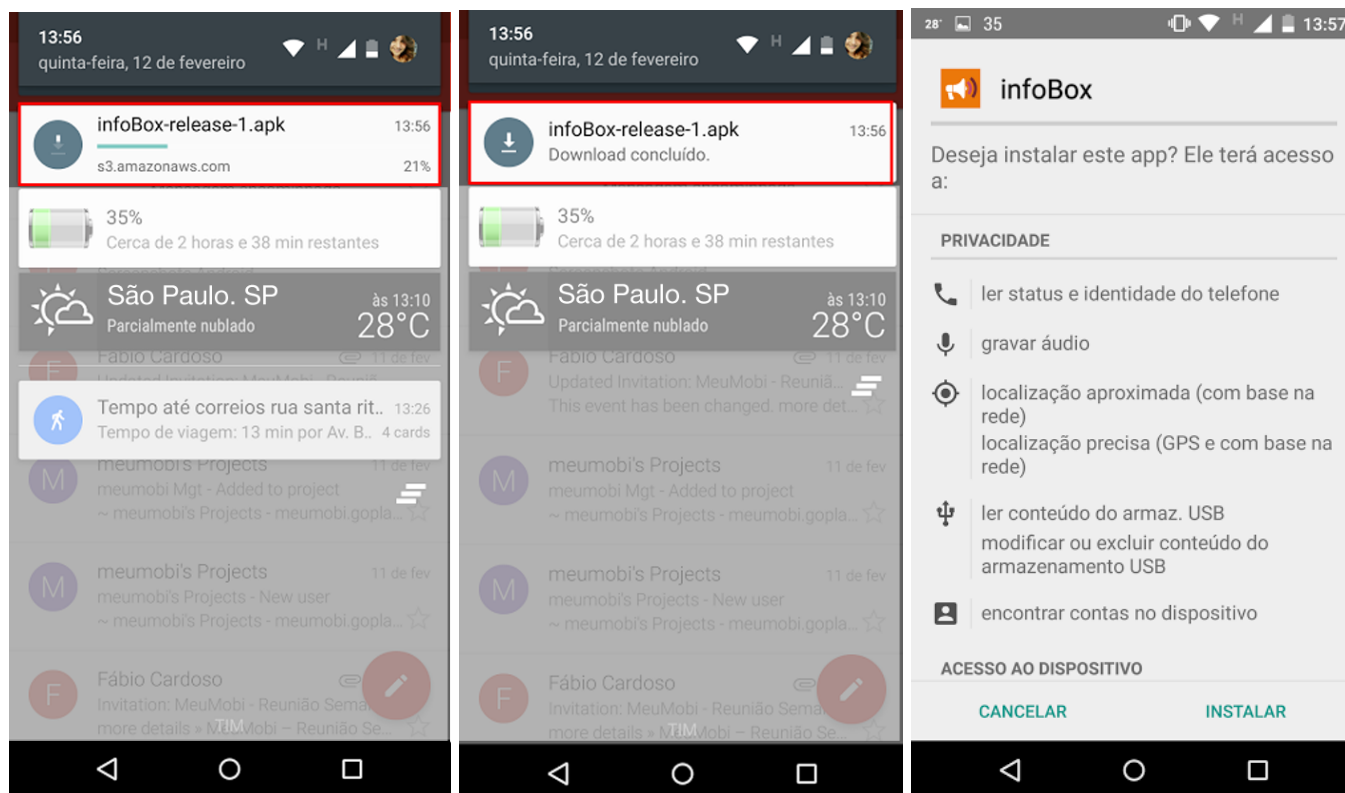 13:56
quinta-feira, 12 de fevereiro
H
infoBox-release-1.apk
13:56
s3.amazonaws.com
21%
35%
Cerca de 2 horas e 38 min restantes
São Paulo. SP
às 13:10
Parcialmente nublado
28°C
Fábio Cardoso
11 de fev
Tempo até correios rua santa rit..
13:26
Tempo de viagem: 13 min por Av. B..
4 cards
M
meumobi's Projects
11 de fev
meumobi Mgt - Added to project
~ meumobi's Projects - meumobi.gopla...
M
meumobi's Projects
11 de fev
meumobi's Projects - New user
~ meumobi's Projects - meumobi.gopla...
F
Fábio Cardoso
Invitation: MeuMobi - Reunião Sema
more details » MeuMobi – Reunião Se...
TIM
13:56
quinta-feira, 12 de fevereiro
H
infoBox-release-1.apk
13:56
Download concluído.
35%
Cerca de 2 horas e 38 min restantes
São Paulo. SP
às 13:10
Parcialmente nublado
28°C
F
Fabio Cardoso
11 de fev
Updated Invitation: MeuMobi - Reuniã...
This event has been changed. more det...
M
meumobi's Projects
11 de fev
meumobi Mgt - Added to project
~ meumobi's Projects - meumobi.gopla...
M
meumobi's Projects
11 de fev
meumobi's Projects - New user
~ meumobi's Projects - meumobi.gopla...
F
Fábio Cardoso
Invitation: MeuMobi - Reunião Sema
more details » MeuMobi – Reunião Se...
TIM
28°
35
H
13:57
infoBox
Deseja instalar este app? Ele terá acesso
a:
PRIVACIDADE
ler status e identidade do telefone
gravar áudio
localização aproximada (com base na
rede)
localização precisa (GPS e com base na
rede)
ler conteúdo do armaz. USB
modificar ou excluir conteúdo do
armazenamento USB
encontrar contas no dispositivo
ACESSO AO DISPOSITIVO
CANCELAR
INSTALAR